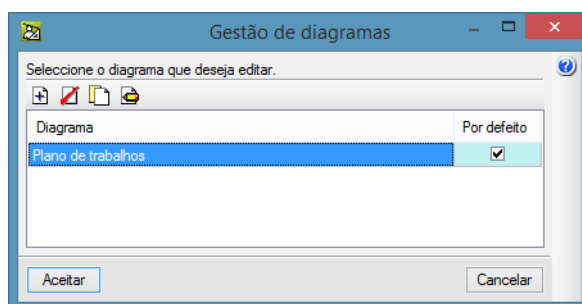 Gestão de diagramas
Seleccione o diagrama que deseja editar.
Diagrama Por defeito
Plano de trabalhos
Aceitar Cancelar